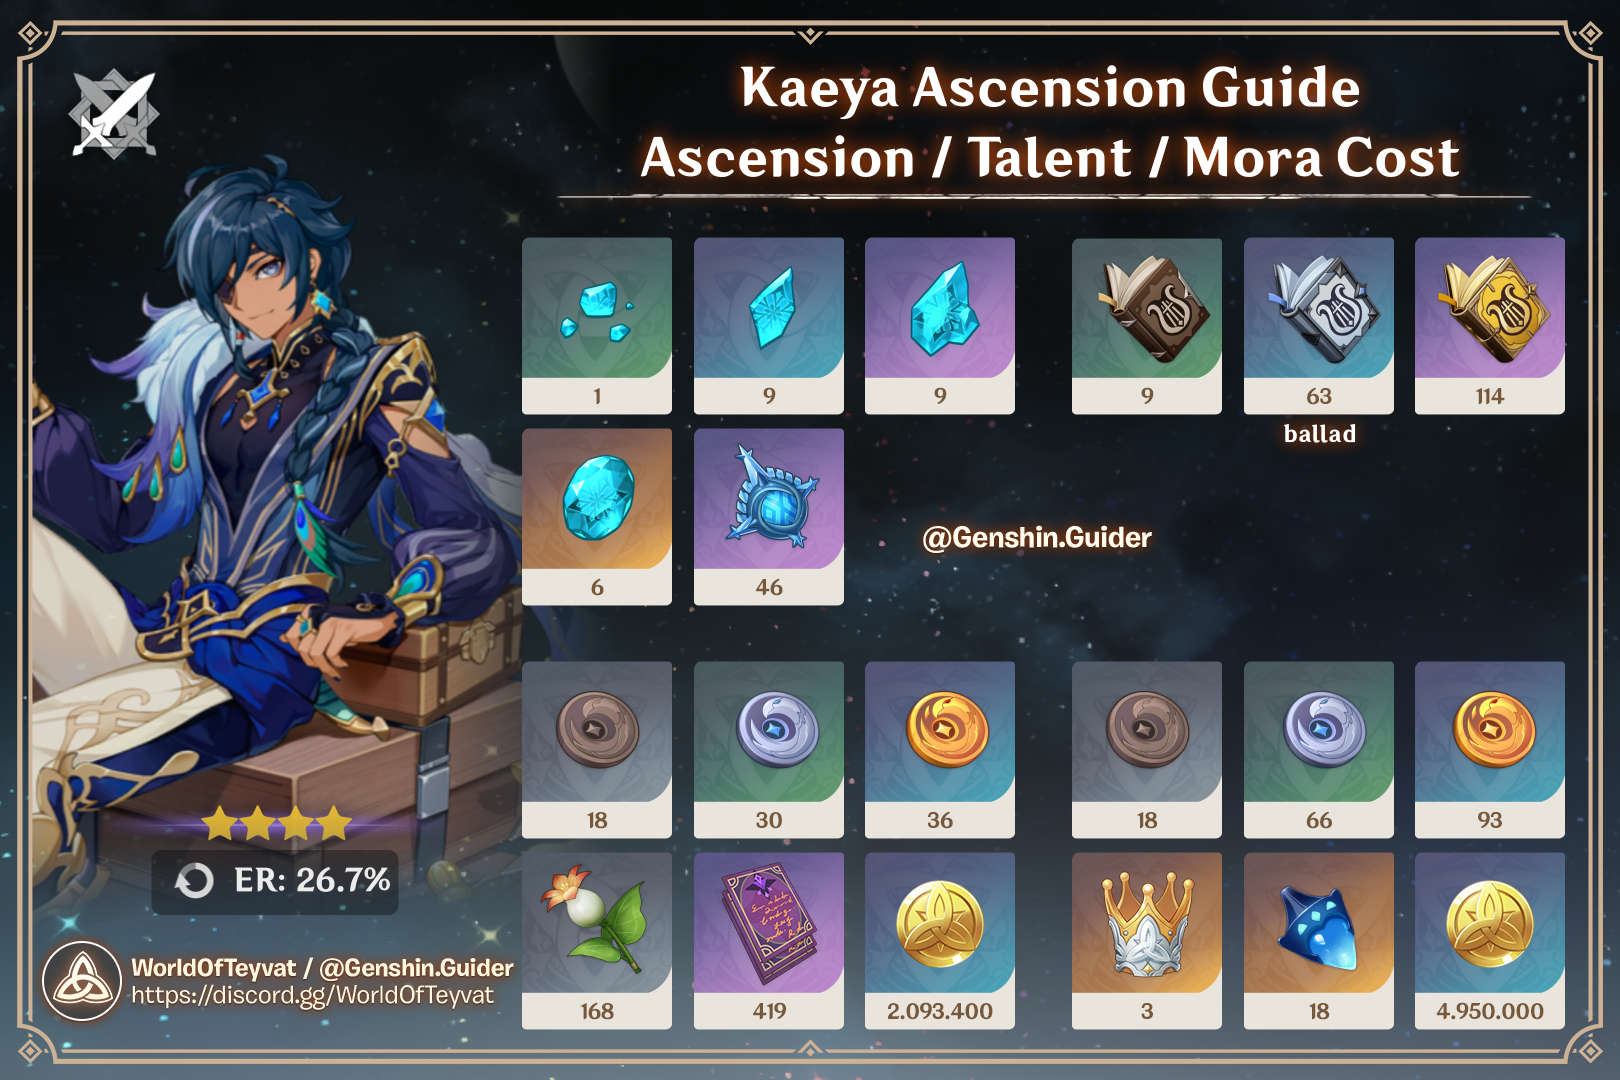 Kaeya Ascension Guide
Ascension / Talent / Mora Cost
1
9
9
9
63
114
ballad
6
46
@Genshin.Guider
18
30
36
18
66
93
168
419
2.093.400
3
18
4.950.000
ER: 26.7%
WorldOfTeyvat / @Genshin.Guider
https://discord.gg/WorldOfTeyvat